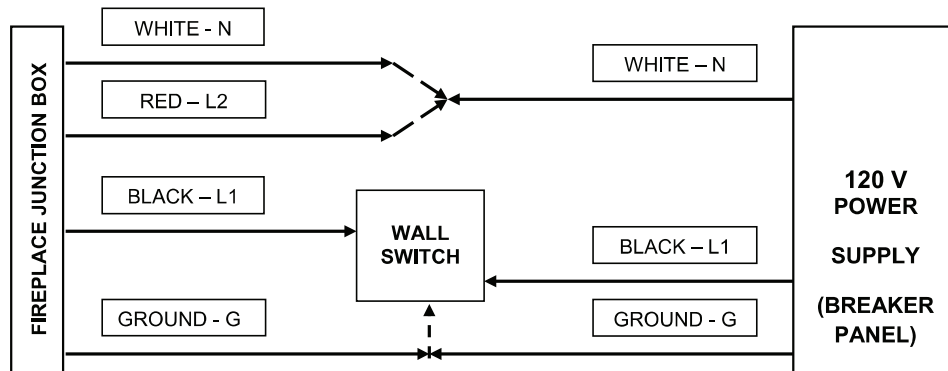 FIREPLACE JUNCTION BOX
WHITE - N
RED – L2
BLACK – L1
GROUND - G
WALL
SWITCH
WHITE – N
BLACK – L1
GROUND - G
120 V
POWER
SUPPLY
(BREAKER
PANEL)